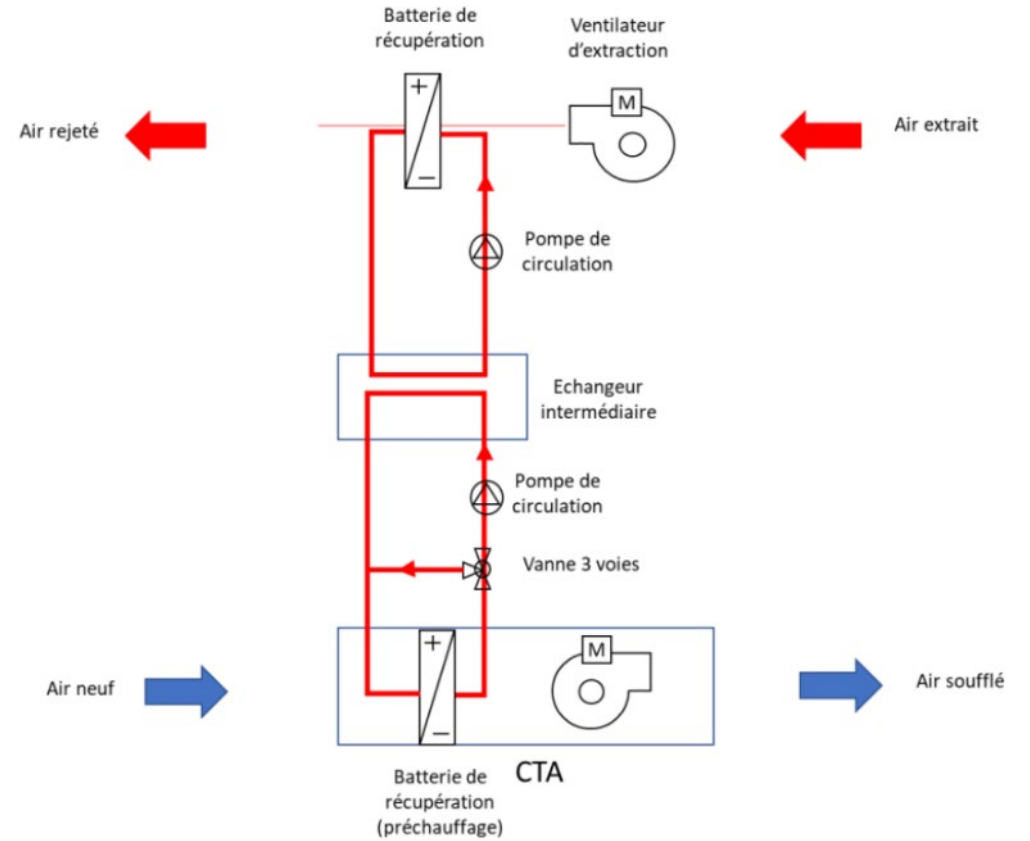 Batterie de
récupération
Ventilateur
d'extraction
+
M
Air rejeté
Air extrait
–
Pompe de
circulation
Echangeur
intermédiaire
Pompe de
circulation
Vanne 3 voies
+
M
Air neuf
Air soufflé
–
Batterie de
récupération
(préchauffage)
CTA